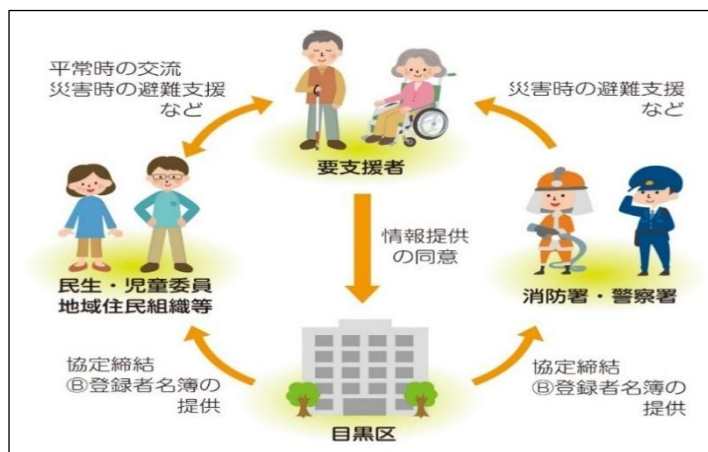 平常時の交流
災害時の避難支援
など
災害時の避難支援
など
要支援者
情報提供
の同意
民生・児童委員
地域住民組織等
消防署・警察署
協定締結
Ⓑ登録者名簿の
提供
協定締結
Ⓑ登録者名簿の
提供
目黒区